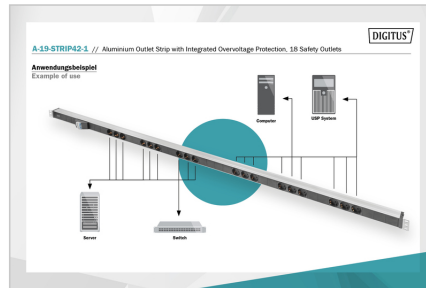 DIGITUS®
A-19-STRIP42-1 // Aluminium Outlet Strip with Integrated Overvoltage Protection, 18 Safety Outlets
Anwendungsbeispiel
Example of use
Computer
USP System
Server
Switch